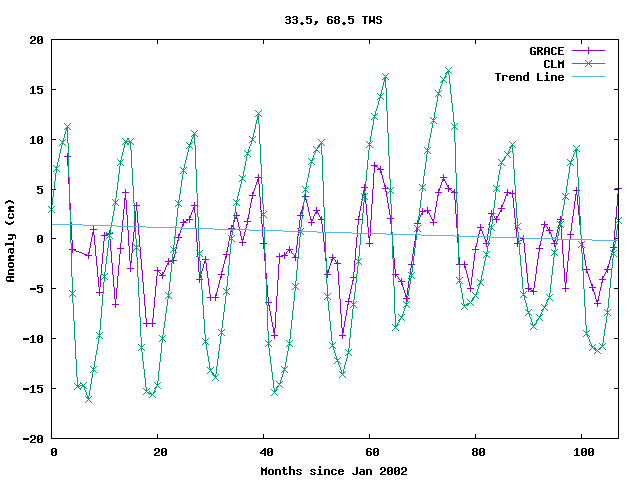 33.5, 68.5 TWS
GRACE
CLM
Trend Line
20
15
10
5
0
-5
-10
-15
-20
Anomaly (cm)
0 20 40 60 80 100
Months since Jan 2002